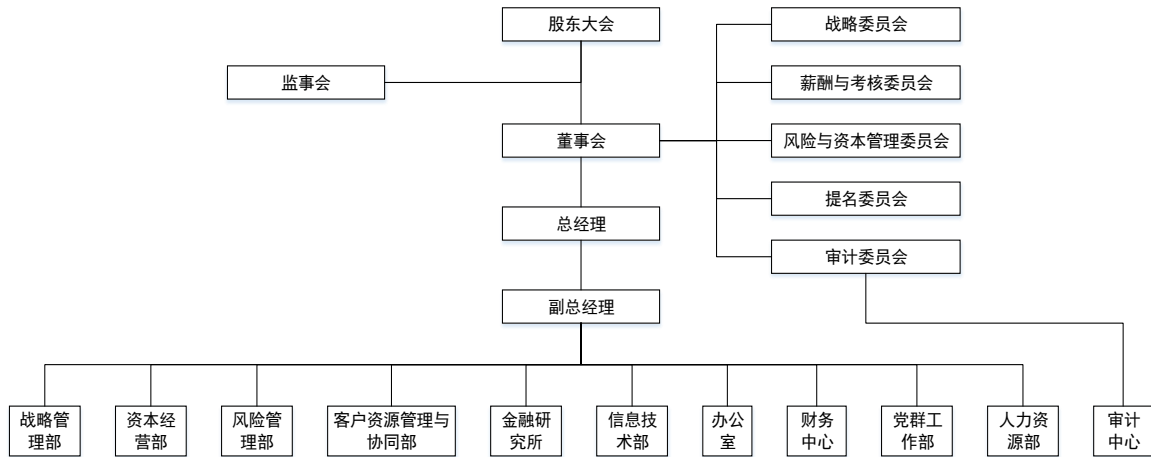 股东大会
战略委员会
监事会
薪酬与考核委员会
董事会
风险与资本管理委员会
提名委员会
总经理
审计委员会
副总经理
战略管
理部
资本经
营部
风险管
理部
客户资源管理与
协同部
金融研
究所
信息技
术部
办公
室
财务
中心
党群工
作部
人力资
源部
审计
中心